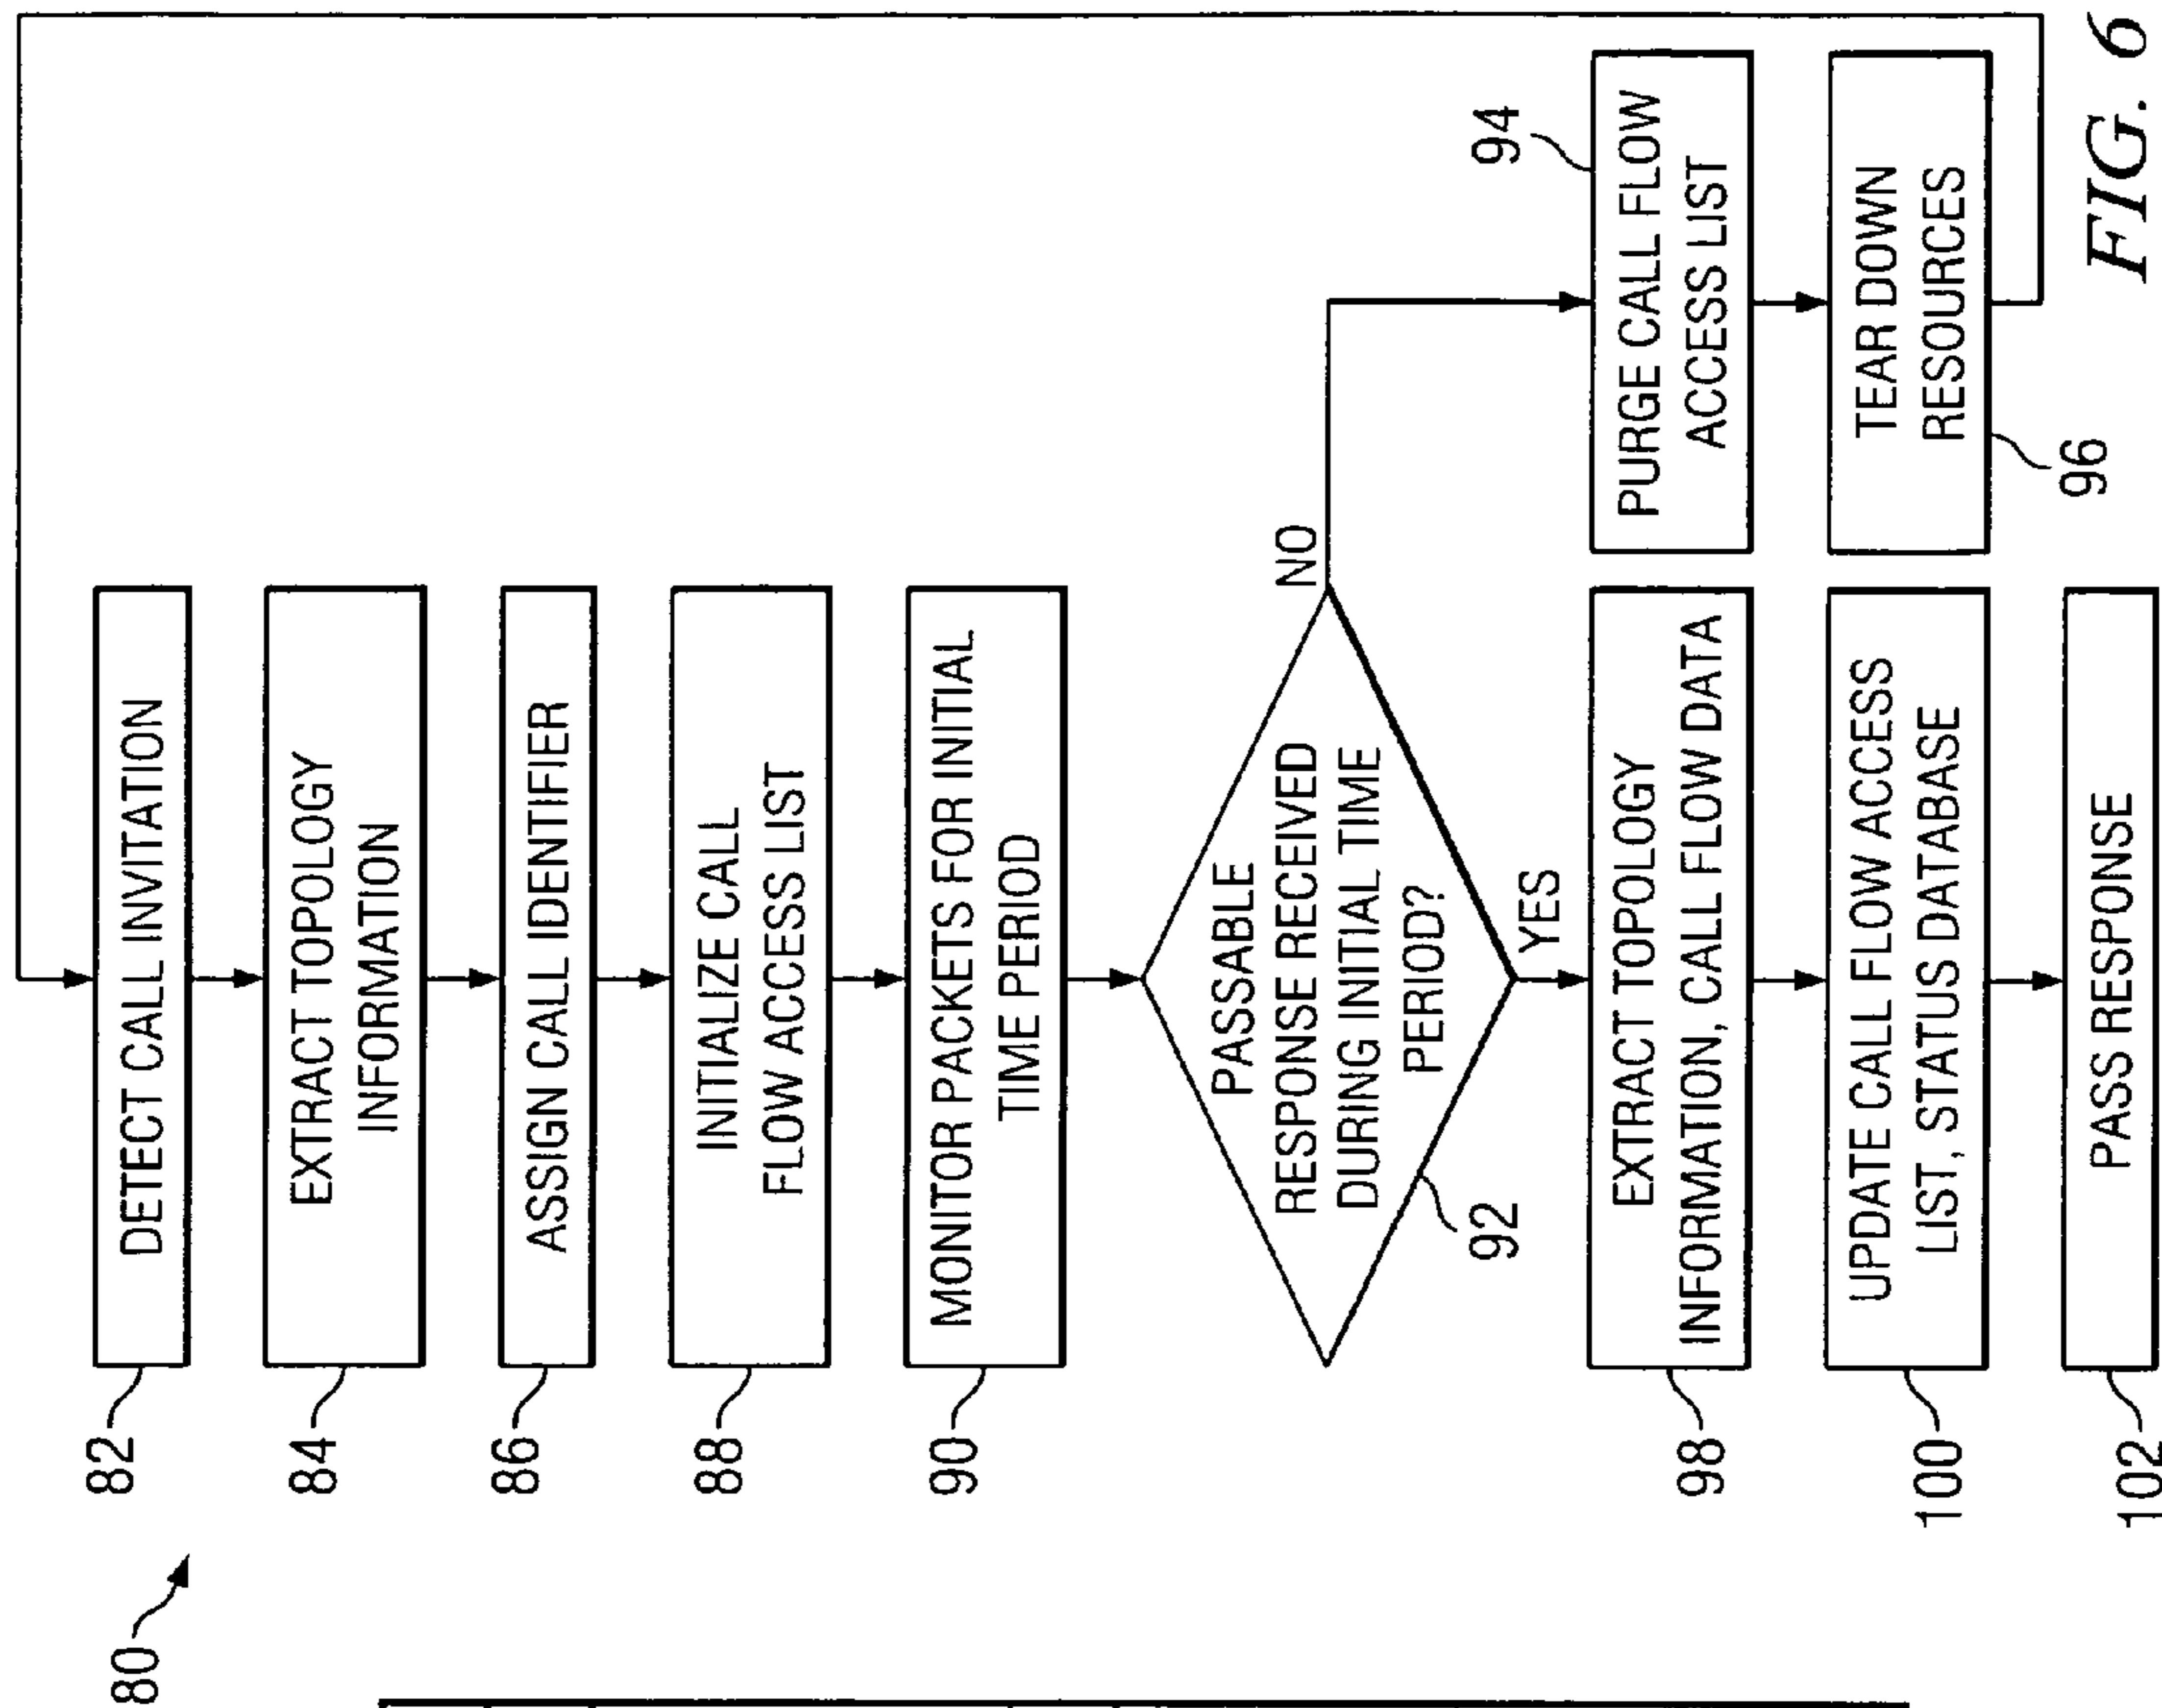 80
82
DETECT CALL INVITATION
84
EXTRACT TOPOLOGY
INFORMATION
86
ASSIGN CALL IDENTIFIER
88
INITIALIZE CALL
FLOW ACCESS LIST
90
MONITOR PACKETS FOR INITIAL
TIME PERIOD
PASSABLE
RESPONSE RECEIVED
DURING INITIAL TIME
PERIOD?
92
NO
YES
94
PURGE CALL FLOW
ACCESS LIST
TEAR DOWN
RESOURCES
96
98
EXTRACT TOPOLOGY
INFORMATION, CALL FLOW DATA
100
UPDATE CALL FLOW ACCESS
LIST, STATUS DATABASE
102
PASS RESPONSE
FIG. 6